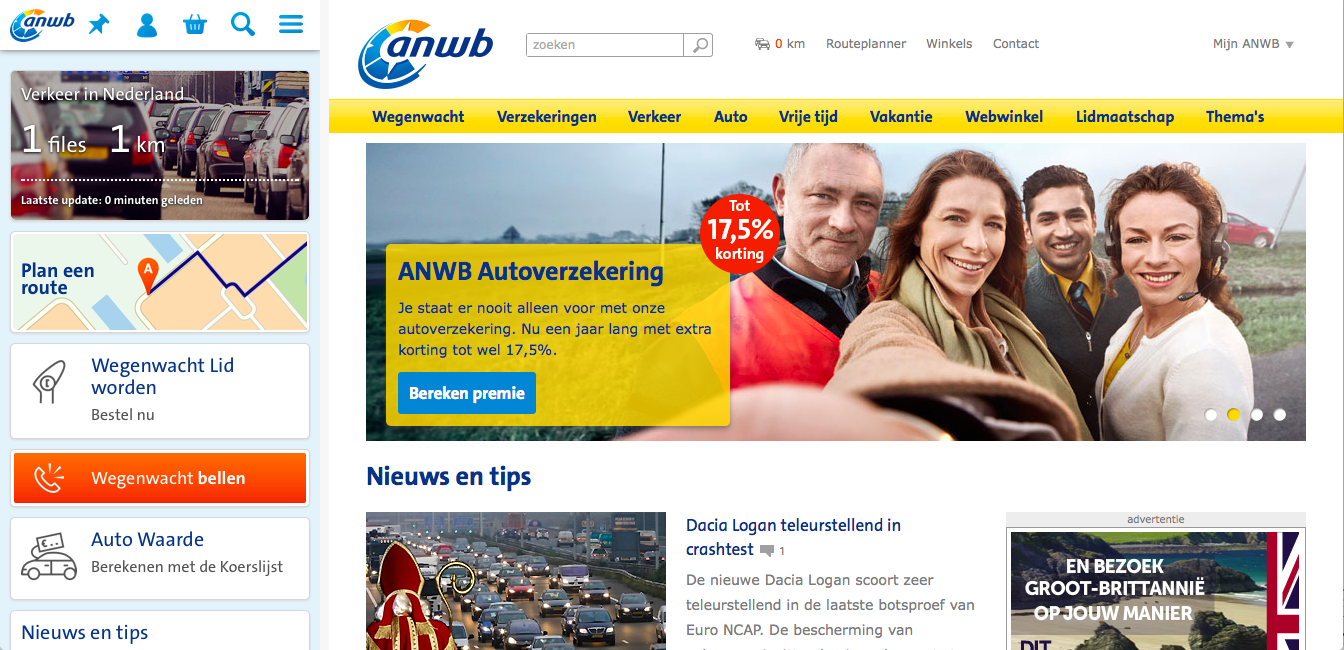 anwb
Verkeer in Nederland
1 files 1 km
Laatste update: 0 minuten geleden
Plan een
route
A
Wegenwacht Lid
worden
Bestel nu
Wegenwacht bellen
€..
Auto Waarde
Berekenen met de Koerslijst
Nieuws en tips
anwb
zoeken
0 km
Routeplanner
Winkels
Contact
Mijn ANWB
Wegenwacht
Verzekeringen
Verkeer
Auto
Vrije tijd
Vakantie
Webwinkel
Lidmaatschap
Thema's
Tot
17,5%
korting
ANWB Autoverzekering
Je staat er nooit alleen voor met onze
autoverzekering. Nu een jaar lang met extra
korting tot wel 17,5%.
Bereken premie
Nieuws en tips
Dacia Logan teleurstellend in
crashtest 1
De nieuwe Dacia Logan scoort zeer
teleurstellend in de laatste botsproef van
Euro NCAP. De bescherming van
advertentie
EN BEZOEK
GROOT-BRITTANNIË
OP JOUW MANIER
DIT